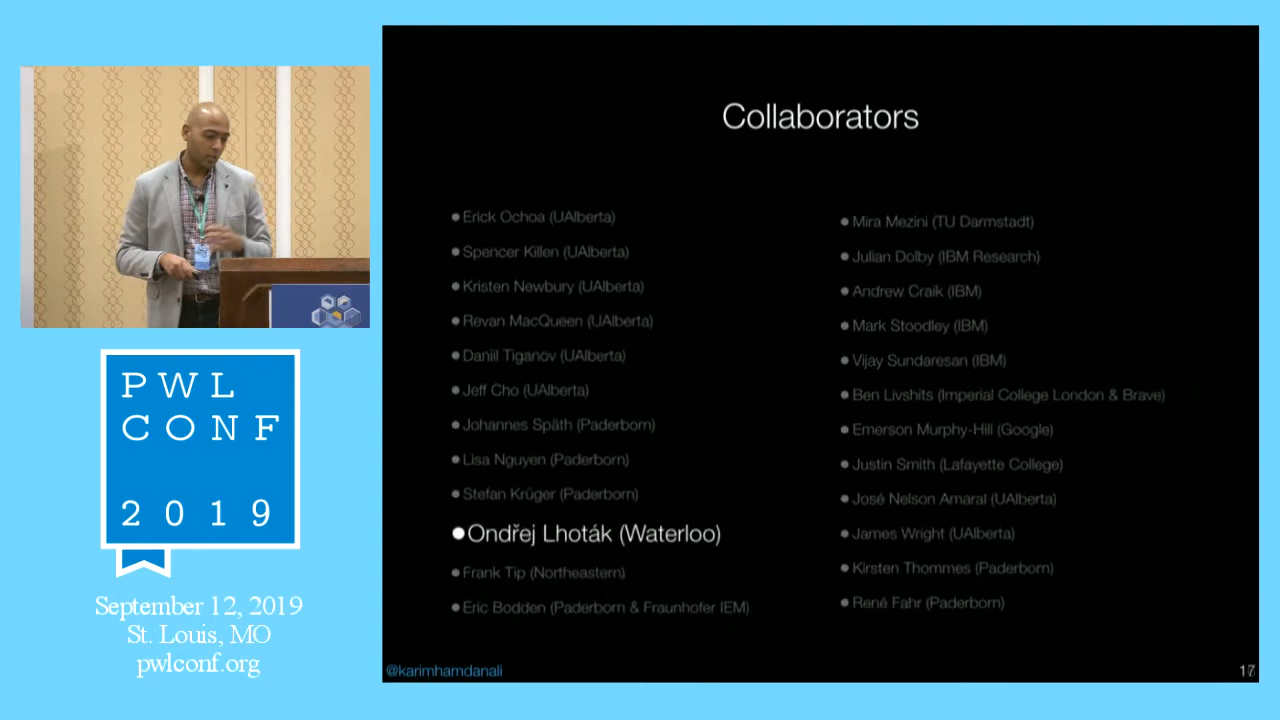 PWL
CONF
2019
September 12, 2019
St. Louis, MO
pwlconf.org
Collaborators
Erick Ochoa (UAlberta)
Spencer Killen (UAlberta)
Kristen Newbury (UAlberta)
Revan MacQueen (UAlberta)
Daniil Tiganov (UAlberta)
Jeff Cho (UAlberta)
Johannes Späth (Paderborn)
Lisa Nguyen (Paderborn)
Stefan Krüger (Paderborn)
Ondřej Lhoták (Waterloo)
Frank Tip (Northeastern)
Eric Bodden (Paderborn & Fraunhofer IEM)
Mira Mezini (TU Darmstadt)
Julian Dolby (IBM Research)
Andrew Craik (IBM)
Mark Stoodley (IBM)
Vijay Sundaresan (IBM)
Ben Livshits (Imperial College London & Brave)
Emerson Murphy-Hill (Google)
Justin Smith (Lafayette College)
José Nelson Amaral (UAlberta)
James Wright (UAlberta)
Kirsten Thommes (Paderborn)
René Fahr (Paderborn)
@karimhamdanali
17